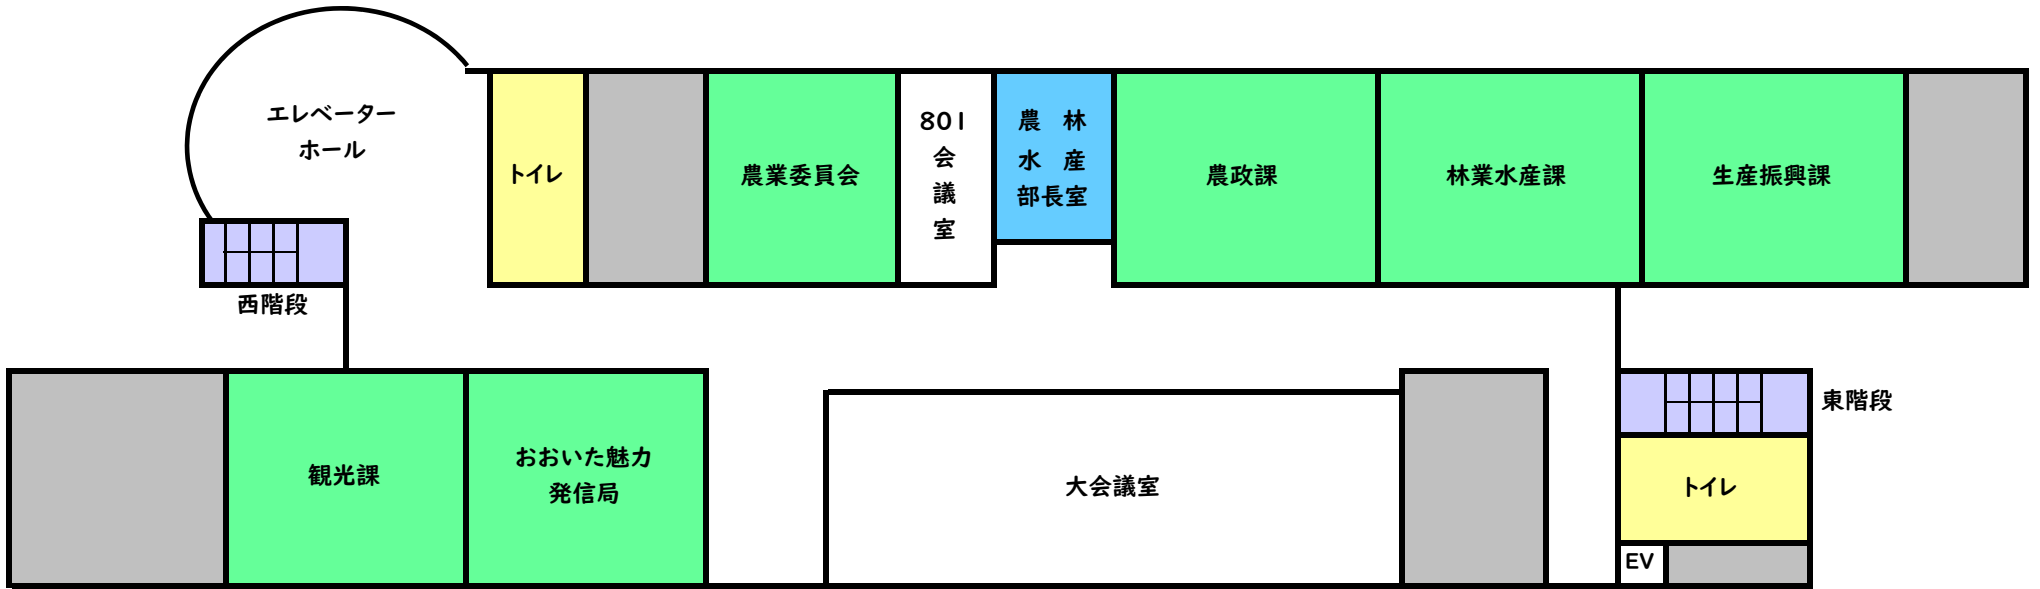 エレベーター
ホール
トイレ
農業委員会
801
会
議
室
農　林
水　産
部長室
農政課
林業水産課
生産振興課
西階段
観光課
おおいた魅力
発信局
大会議室
東階段
トイレ
EV